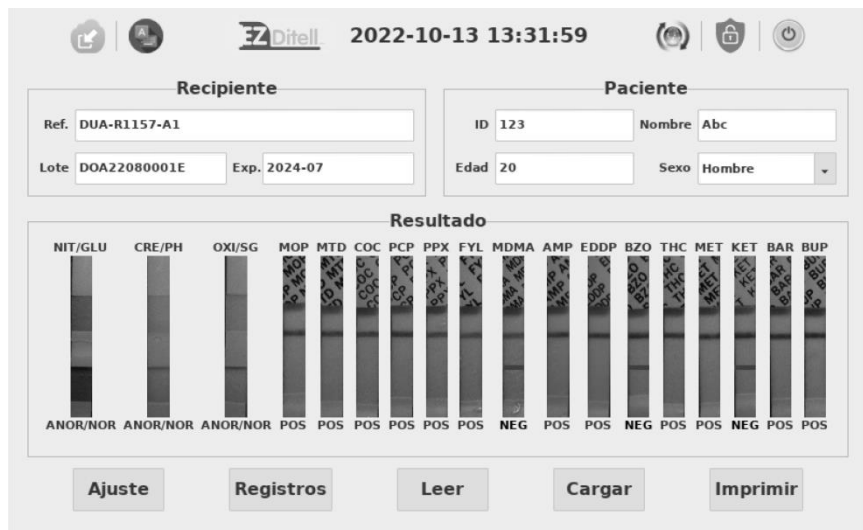 EZ Ditell 2022-10-13 13:31:59
Recipiente Paciente
Ref. DUA-R1157-A1 ID 123 Nombre Abc
Lote DOA22080001E Exp. 2024-07 Edad 20 Sexo Hombre
Resultado
NIT/GLU CRE/PH OXI/SG MOP MTD COC PCP PPX FYL MDMA AMP EDDP BZO THC MET KET BAR BUP
ANOR/NOR ANOR/NOR ANOR/NOR POS POS POS POS POS POS NEG POS POS NEG POS POS NEG POS POS
Ajuste Registros Leer Cargar Imprimir